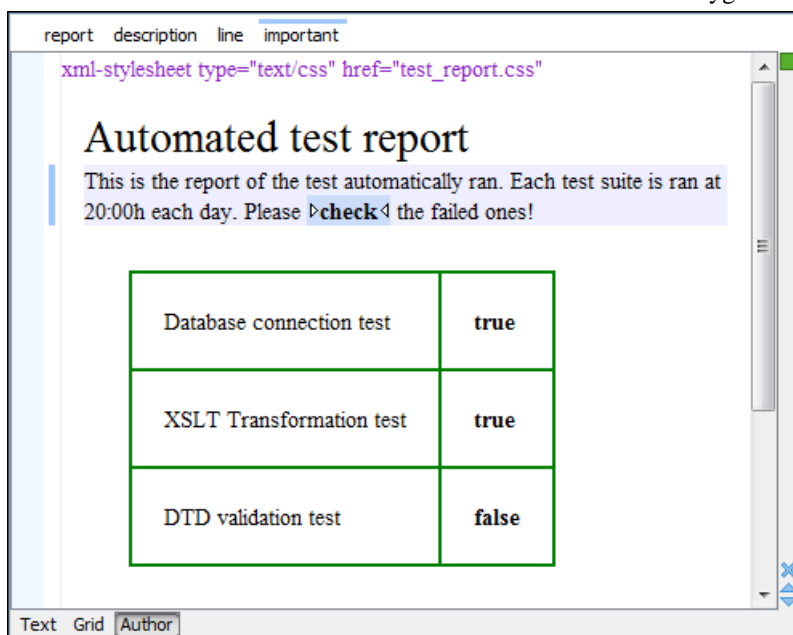 report description line important
xml-stylesheet type="text/css" href="test_report.css"
Automated test report
This is the report of the test automatically ran. Each test suite is ran at
20:00h each day. Please check the failed ones!
Database connection test true
XSLT Transformation test true
DTD validation test false
Text Grid Author